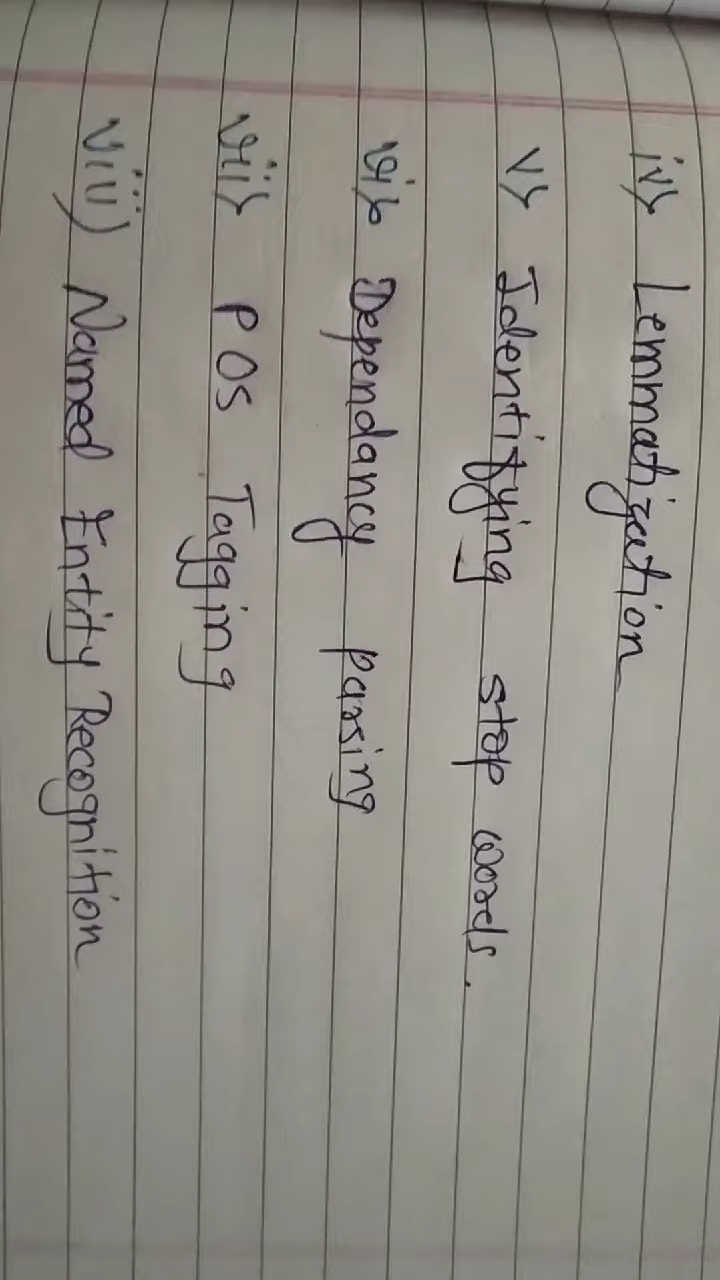 iv> Lemmatization
v> Identifying stop words.
vi> Dependancy parsing
vii> POS Tagging
viii) Named Entity Recognition